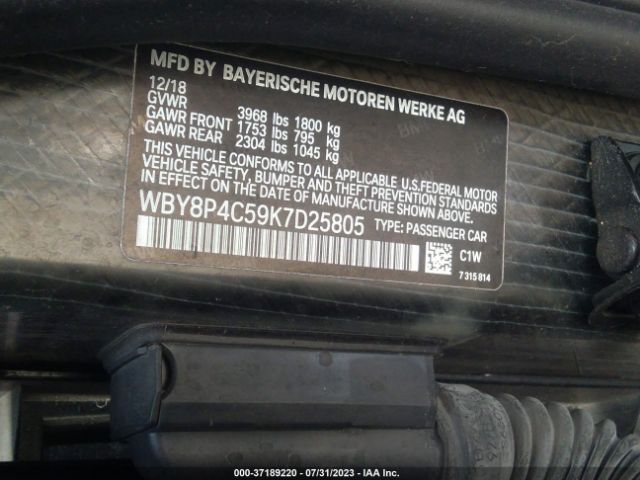 MFD BY BAYERISCHE MOTOREN WERKE AG
12/18
GVWR 3968 lbs 1800 kg
GAWR FRONT 1753 lbs 795 kg
GAWR REAR 2304 lbs 1045 kg
THIS VEHICLE CONFORMS TO ALL APPLICABLE U.S.FEDERAL MOTOR
VEHICLE SAFETY, BUMPER AND THEFT PREVENTION STANDARDS
IN EFFECT ON THE DATE OF MANUFACTURE SHOWN ABOVE.
WBY8P4C59K7D25805 TYPE: PASSENGER CAR
C1W
7 315 814
000-37189220 - 07/31/2023 - IAA Inc.